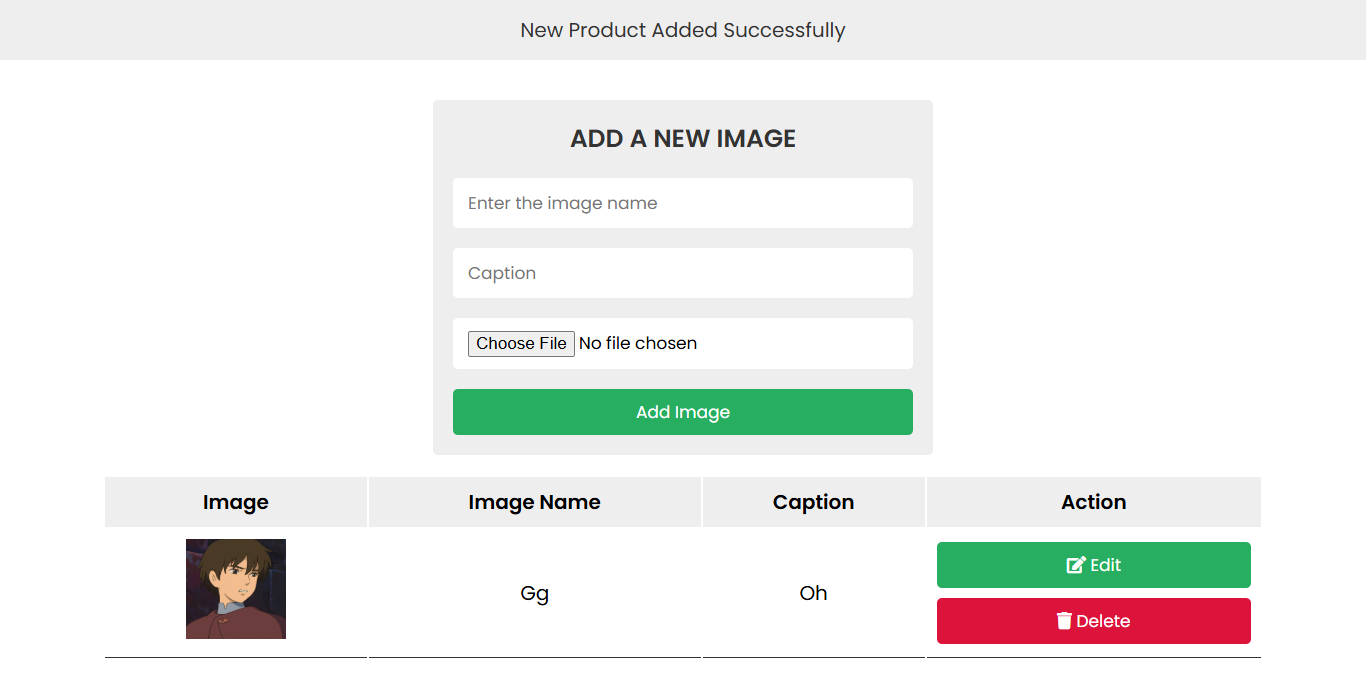 New Product Added Successfully
ADD A NEW IMAGE
Enter the image name
Caption
Choose File No file chosen
Add Image
Image Image Name Caption Action
Gg Oh Edit
Delete